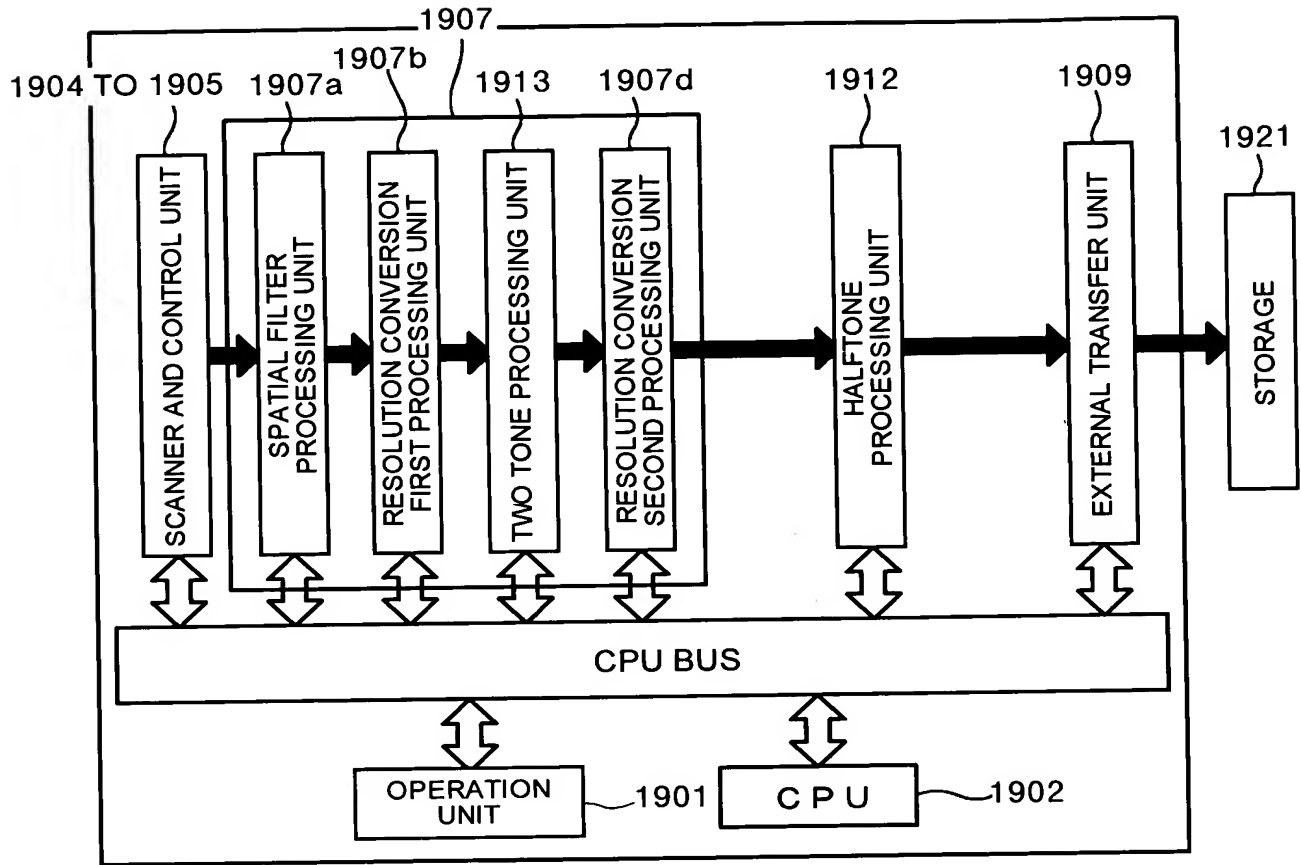 1907
1904 TO 1905
1907a
1907b
1913
1907d
1912
1909
1921
SCANNER AND CONTROL UNIT
SPATIAL FILTER
PROCESSING UNIT
RESOLUTION CONVERSION
FIRST PROCESSING UNIT
TWO TONE PROCESSING UNIT
RESOLUTION CONVERSION
SECOND PROCESSING UNIT
HALFTONE
PROCESSING UNIT
EXTERNAL TRANSFER UNIT
STORAGE
CPU BUS
OPERATION
UNIT
1901
CPU
1902